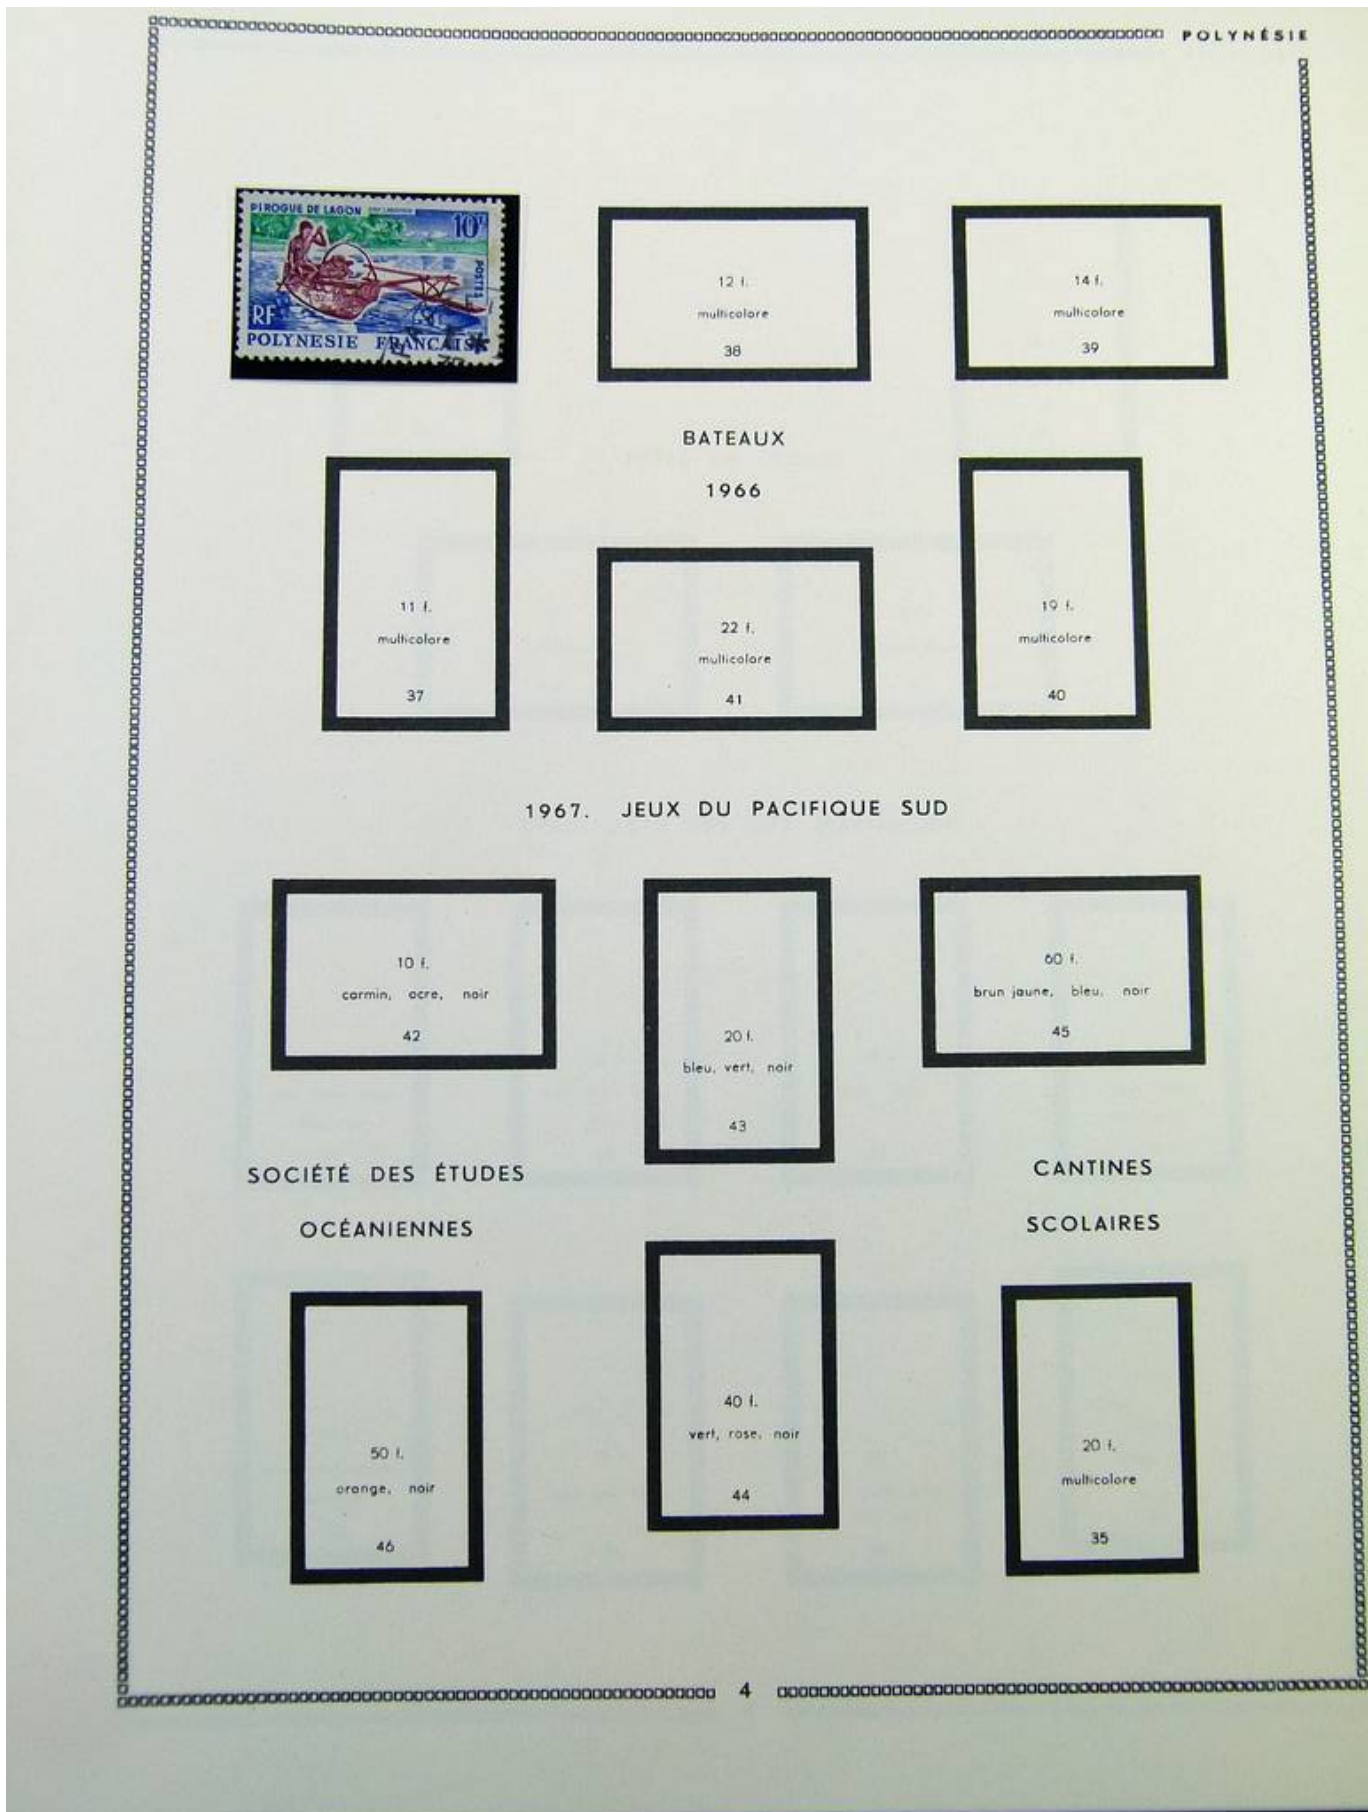 POLYNÉSIE
PIROGUE DE LAGON
10F
POSTES
RF
POLYNESIE FRANCAISE
12 f.
multicolore
38
14 f.
multicolore
39
BATEAUX
1966
11 f.
multicolore
37
22 f.
multicolore
41
19 f.
multicolore
40
1967. JEUX DU PACIFIQUE SUD
10 f.
carmin, ocre, noir
42
20 f.
bleu, vert, noir
43
60 f.
brun jaune, bleu, noir
45
SOCIÉTÉ DES ÉTUDES
OCÉANIENNES
CANTINES
SCOLAIRES
50 f.
orange, noir
46
40 f.
vert, rose, noir
44
20 f.
multicolore
35
4